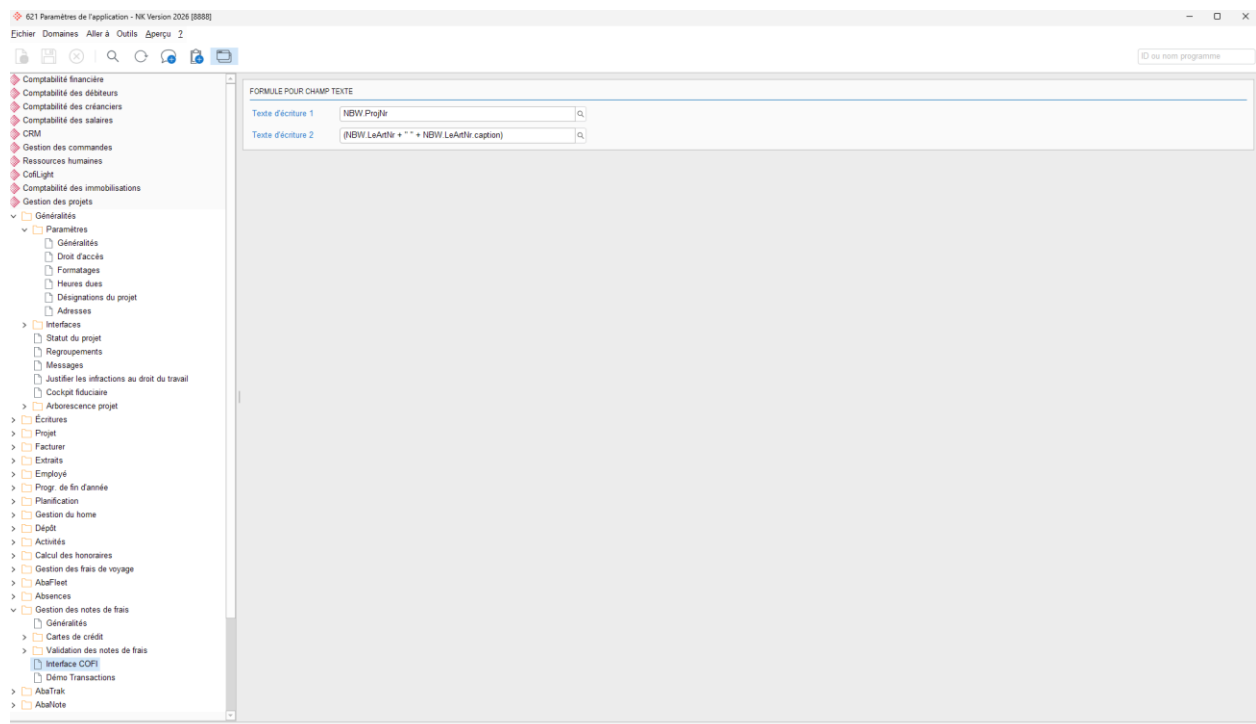 621 Paramètres de l'application - NK Version 2026 [8888]
Fichier Domaines Aller à Outils Aperçu ?
ID ou nom programme
Comptabilité financière
Comptabilité des débiteurs
Comptabilité des créanciers
Comptabilité des salaires
CRM
Gestion des commandes
Ressources humaines
CofiLight
Comptabilité des immobilisations
Gestion des projets
Généralités
Paramètres
Généralités
Droit d'accès
Formatages
Heures dues
Désignations du projet
Adresses
Interfaces
Statut du projet
Regroupements
Messages
Justifier les infractions au droit du travail
Cockpit fiduciaire
Arborescence projet
Écritures
Projet
Facturer
Extraits
Employé
Progr. de fin d'année
Planification
Gestion du home
Dépôt
Activités
Calcul des honoraires
Gestion des frais de voyage
AbaFleet
Absences
Gestion des notes de frais
Généralités
Cartes de crédit
Validation des notes de frais
Interface COFI
Démo Transactions
AbaTrak
AbaNote
FORMULE POUR CHAMP TEXTE
Texte d'écriture 1 NBW.ProjNr
Texte d'écriture 2 (NBW.LeArtNr + " " + NBW.LeArtNr.caption)